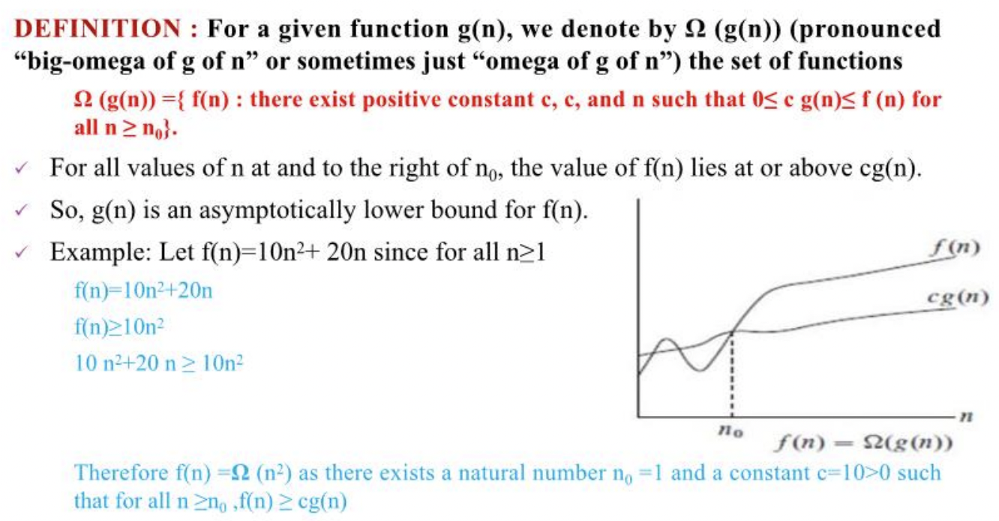 DEFINITION : For a given function g(n), we denote by Ω (g(n)) (pronounced
“big-omega of g of n” or sometimes just “omega of g of n”) the set of functions
Ω (g(n)) ={ f(n) : there exist positive constant c, c, and n such that 0≤ c g(n)≤ f (n) for
all n ≥ n₀}.
✓ For all values of n at and to the right of n₀, the value of f(n) lies at or above cg(n).
✓ So, g(n) is an asymptotically lower bound for f(n).
✓ Example: Let f(n)=10n²+ 20n since for all n≥1
f(n)=10n²+20n
f(n)≥10n²
10 n²+20 n ≥ 10n²
f(n)
cg(n)
n
n₀
f(n) = Ω(g(n))
Therefore f(n) =Ω (n²) as there exists a natural number n₀ =1 and a constant c=10>0 such
that for all n ≥n₀ ,f(n) ≥ cg(n)